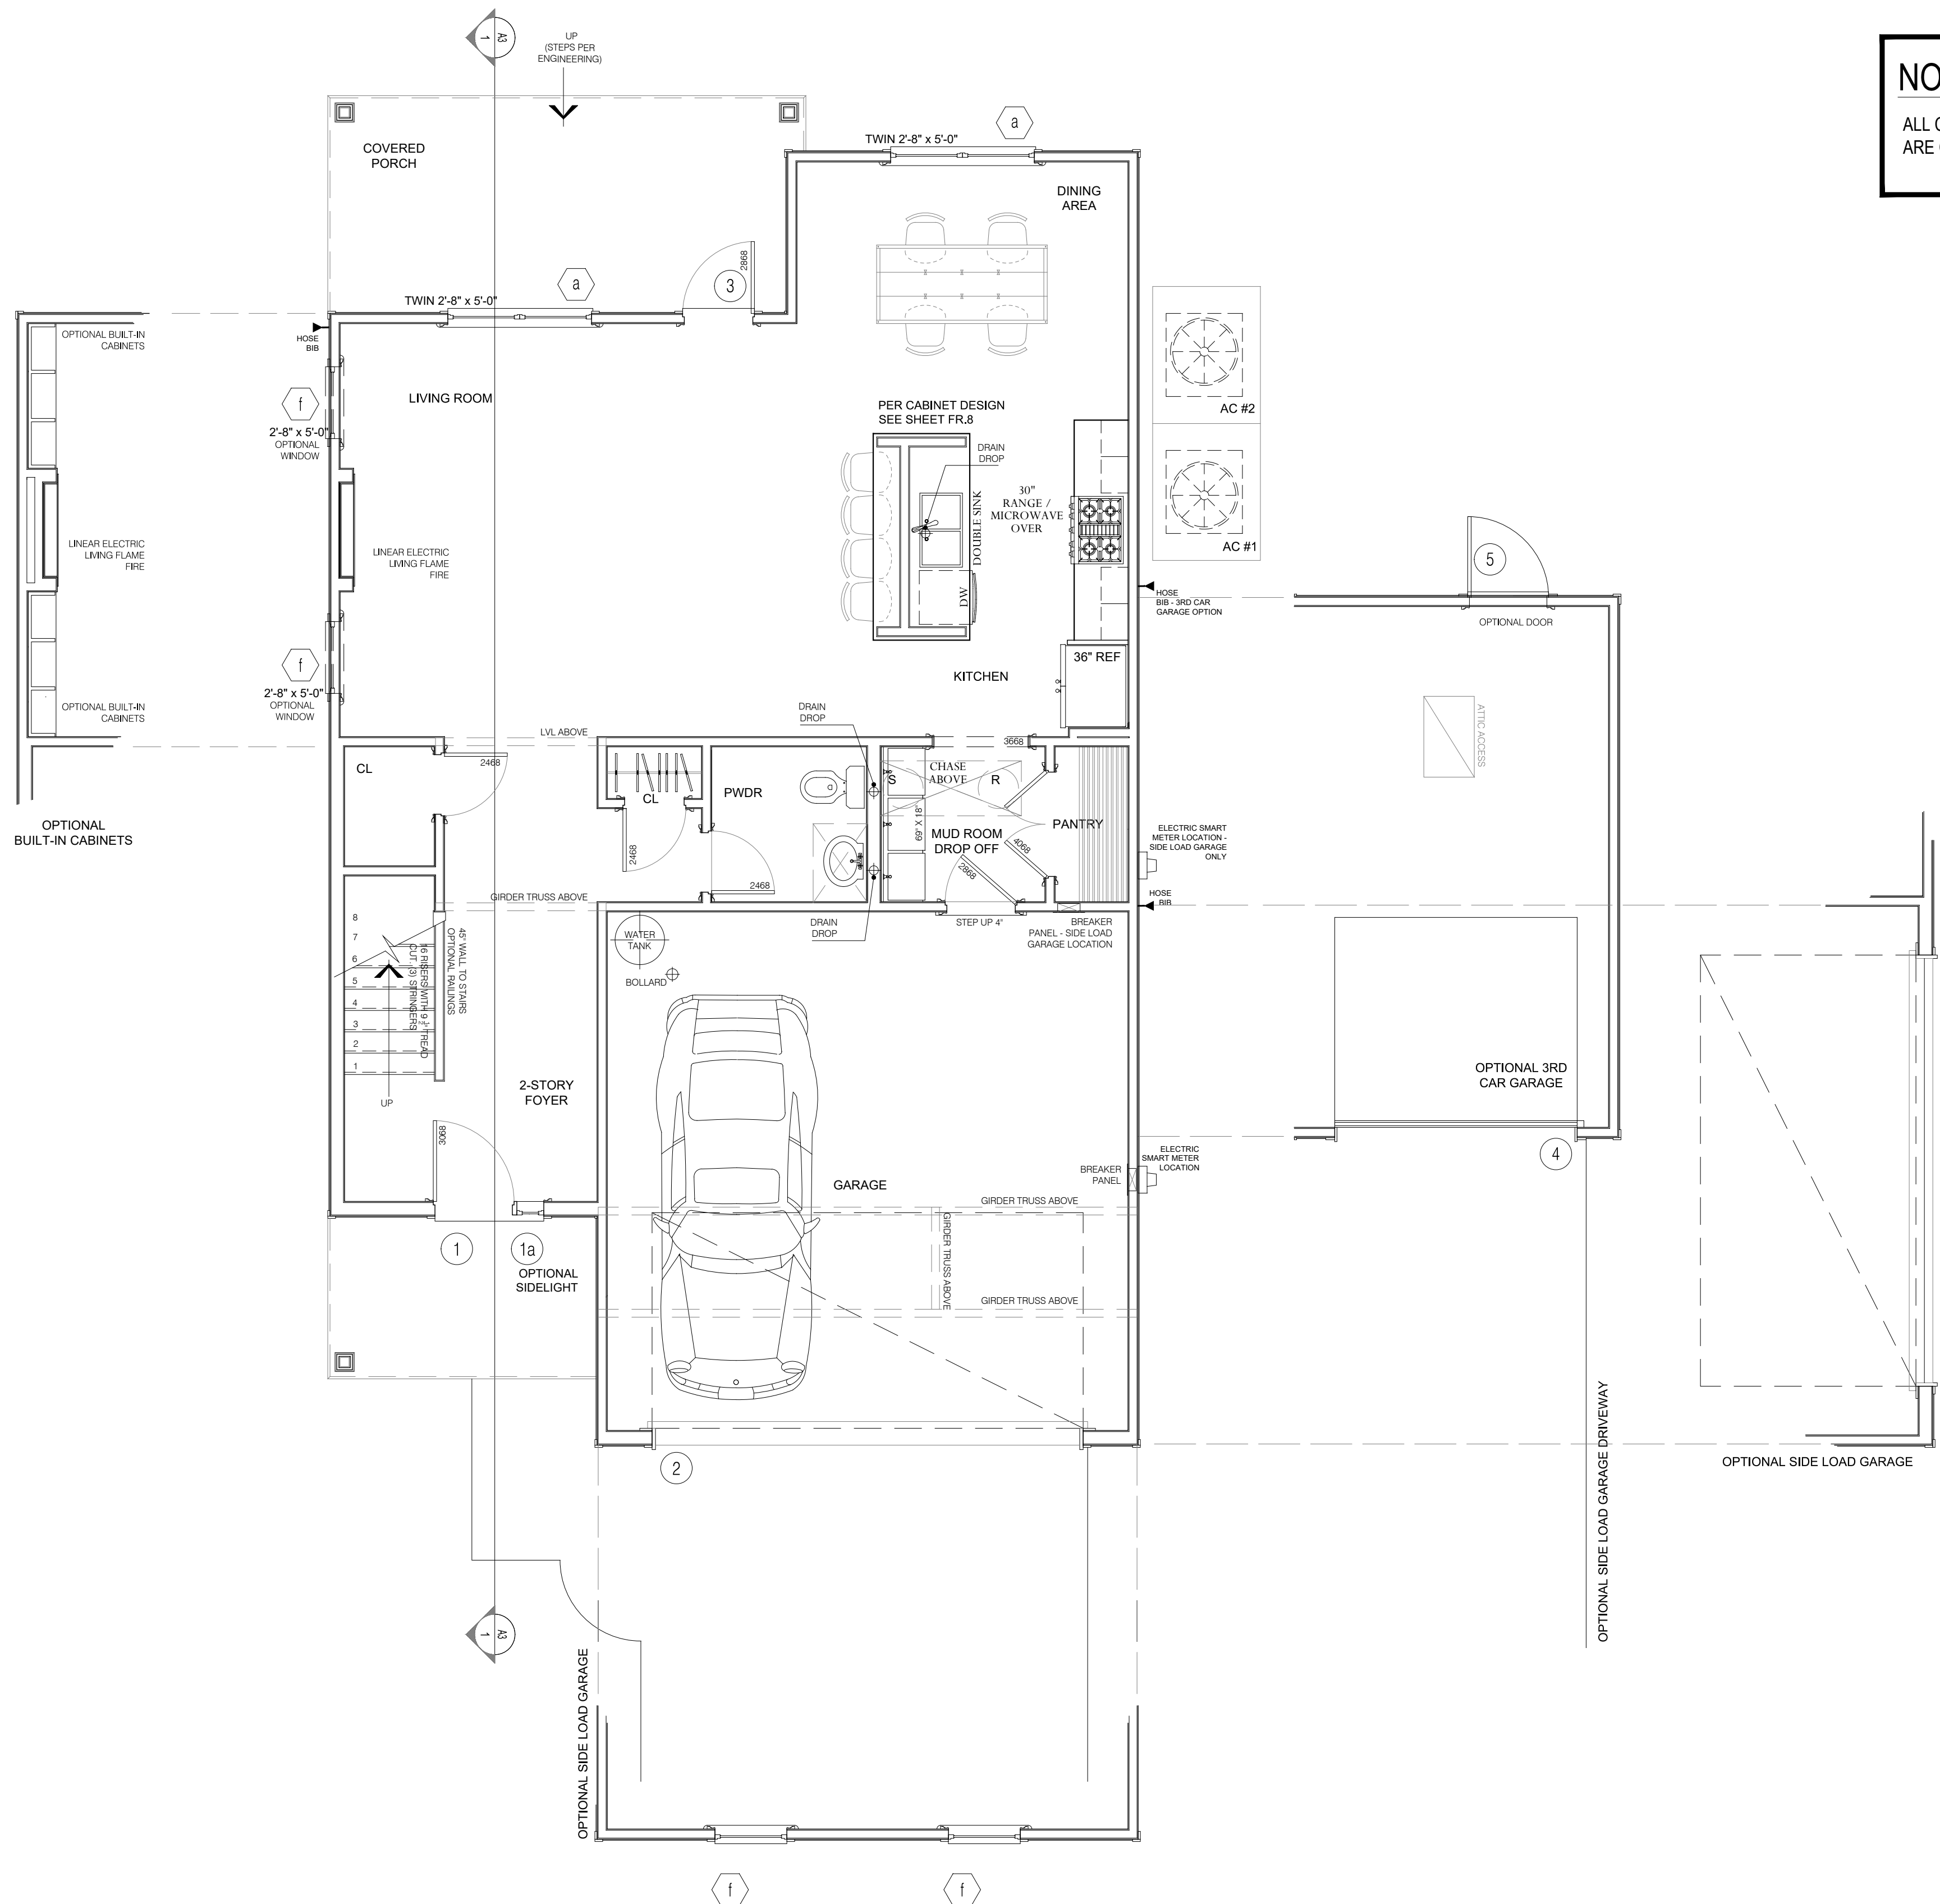 A3
1
UP
(STEPS PER
ENGINEERING)
NO
ALL
ARE
COVERED
PORCH
TWIN 2'-8" x 5'-0"
a
DINING
AREA
2868
3
TWIN 2'-8" x 5'-0"
a
OPTIONAL BUILT-IN
CABINETS
HOSE
BIB
f
2'-8" x 5'-0"
OPTIONAL
WINDOW
LIVING ROOM
PER CABINET DESIGN
SEE SHEET FR.8
DRAIN
DROP
DOUBLE SINK
30"
RANGE /
MICROWAVE
OVER
DW
AC #2
AC #1
LINEAR ELECTRIC
LIVING FLAME
FIRE
LINEAR ELECTRIC
LIVING FLAME
FIRE
HOSE
BIB - 3RD CAR
GARAGE OPTION
5
OPTIONAL DOOR
f
2'-8" x 5'-0"
OPTIONAL
WINDOW
OPTIONAL BUILT-IN
CABINETS
36" REF
KITCHEN
DRAIN
DROP
ATTIC ACCESS
LVL ABOVE
3668
2468
CL
CL
PWDR
S
CHASE
ABOVE
R
69" X 18"
MUD ROOM
DROP OFF
PANTRY
4068
2868
2468
2468
OPTIONAL
BUILT-IN CABINETS
ELECTRIC SMART
METER LOCATION -
SIDE LOAD GARAGE
ONLY
HOSE
BIB
GIRDER TRUSS ABOVE
DRAIN
DROP
STEP UP 4"
BREAKER
PANEL - SIDE LOAD
GARAGE LOCATION
WATER
TANK
BOLLARD
8
7
6
5
4
3
2
1
UP
45" WALL TO STAIRS
OPTIONAL RAILINGS
16 RISERS WITH 9 1/2" TREAD
CUT, (3) STRINGERS
2-STORY
FOYER
3068
OPTIONAL 3RD
CAR GARAGE
4
ELECTRIC
SMART METER
LOCATION
BREAKER
PANEL
GARAGE
GIRDER TRUSS ABOVE
GIRDER TRUSS ABOVE
GIRDER TRUSS ABOVE
1
1a
OPTIONAL
SIDELIGHT
2
OPTIONAL SIDE LOAD GARAGE DRIVEWAY
OPTIONAL SIDE LOAD GARAGE
A3
1
OPTIONAL SIDE LOAD GARAGE
f
f